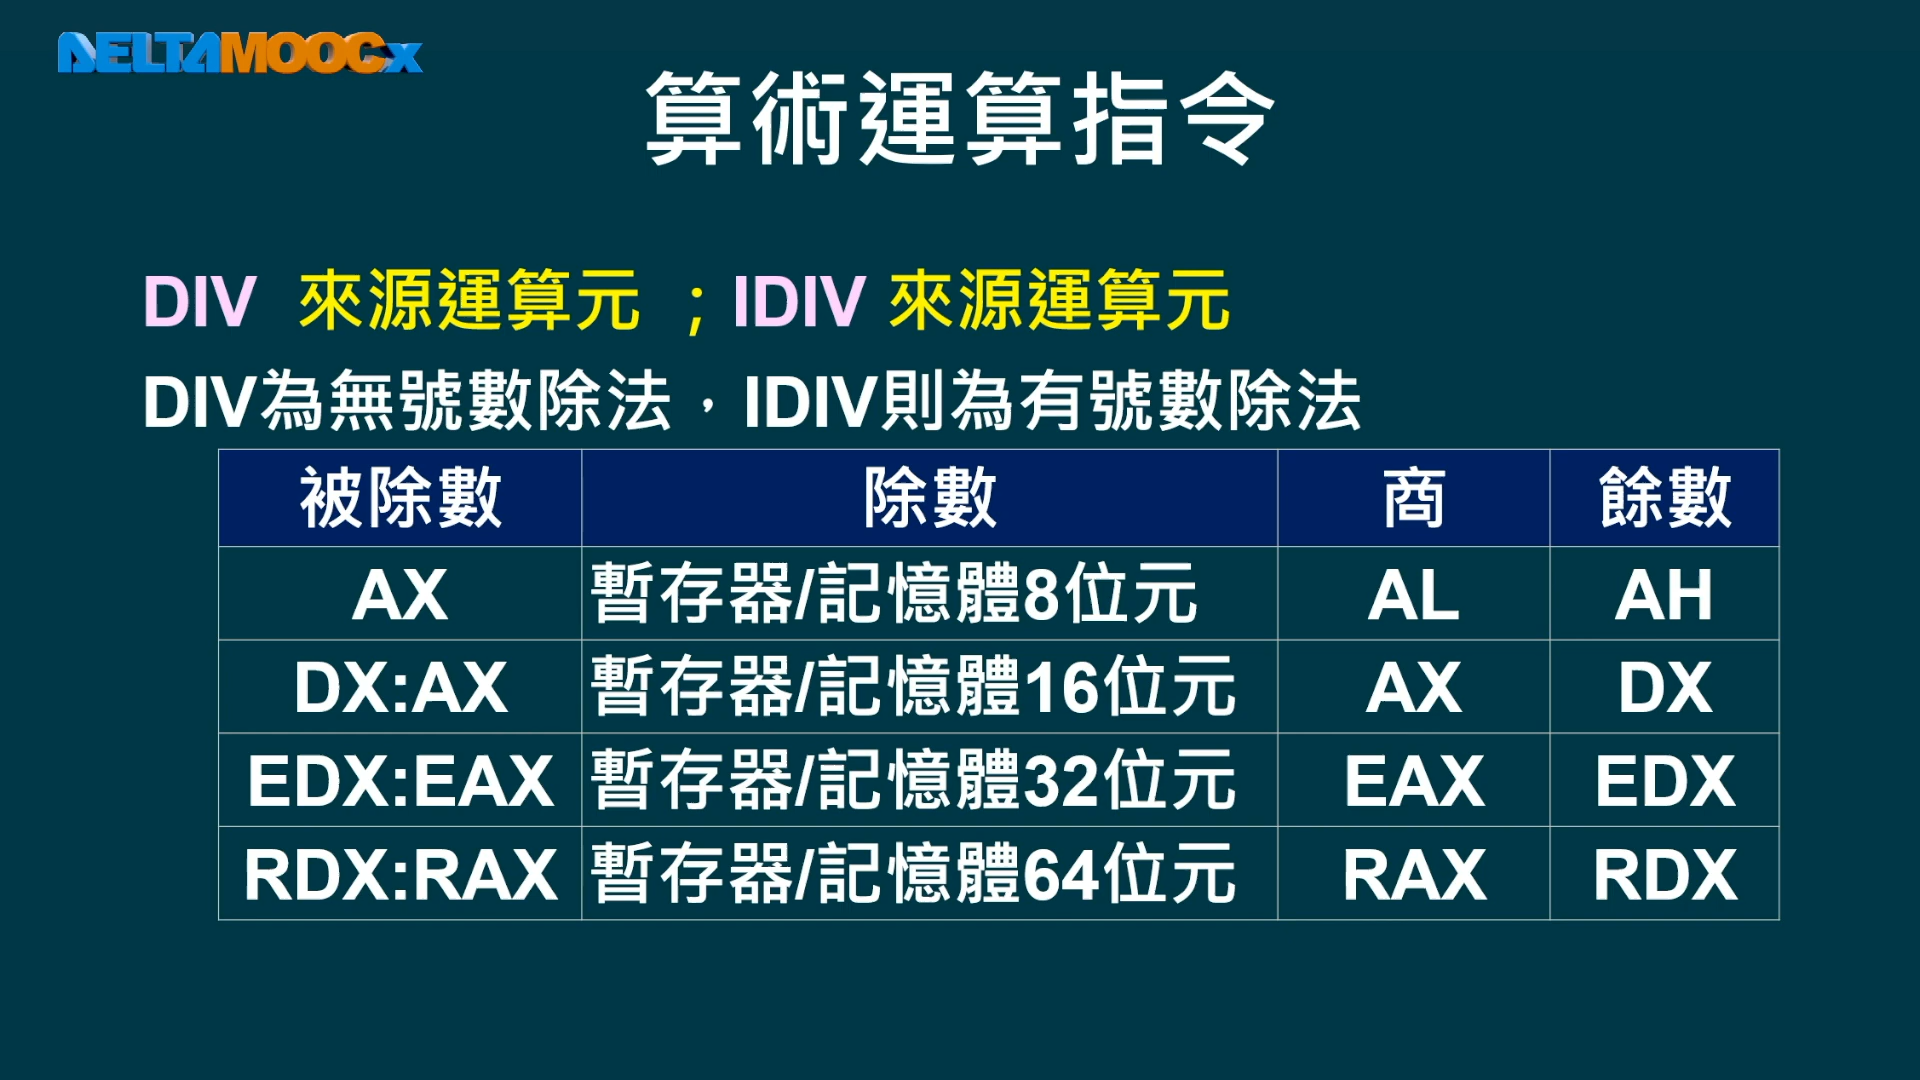 DELTAMOOCx
算術運算指令
DIV 來源運算元 ；IDIV 來源運算元
DIV為無號數除法，IDIV則為有號數除法
被除數 除數 商 餘數
AX 暫存器/記憶體8位元 AL AH
DX:AX 暫存器/記憶體16位元 AX DX
EDX:EAX 暫存器/記憶體32位元 EAX EDX
RDX:RAX 暫存器/記憶體64位元 RAX RDX